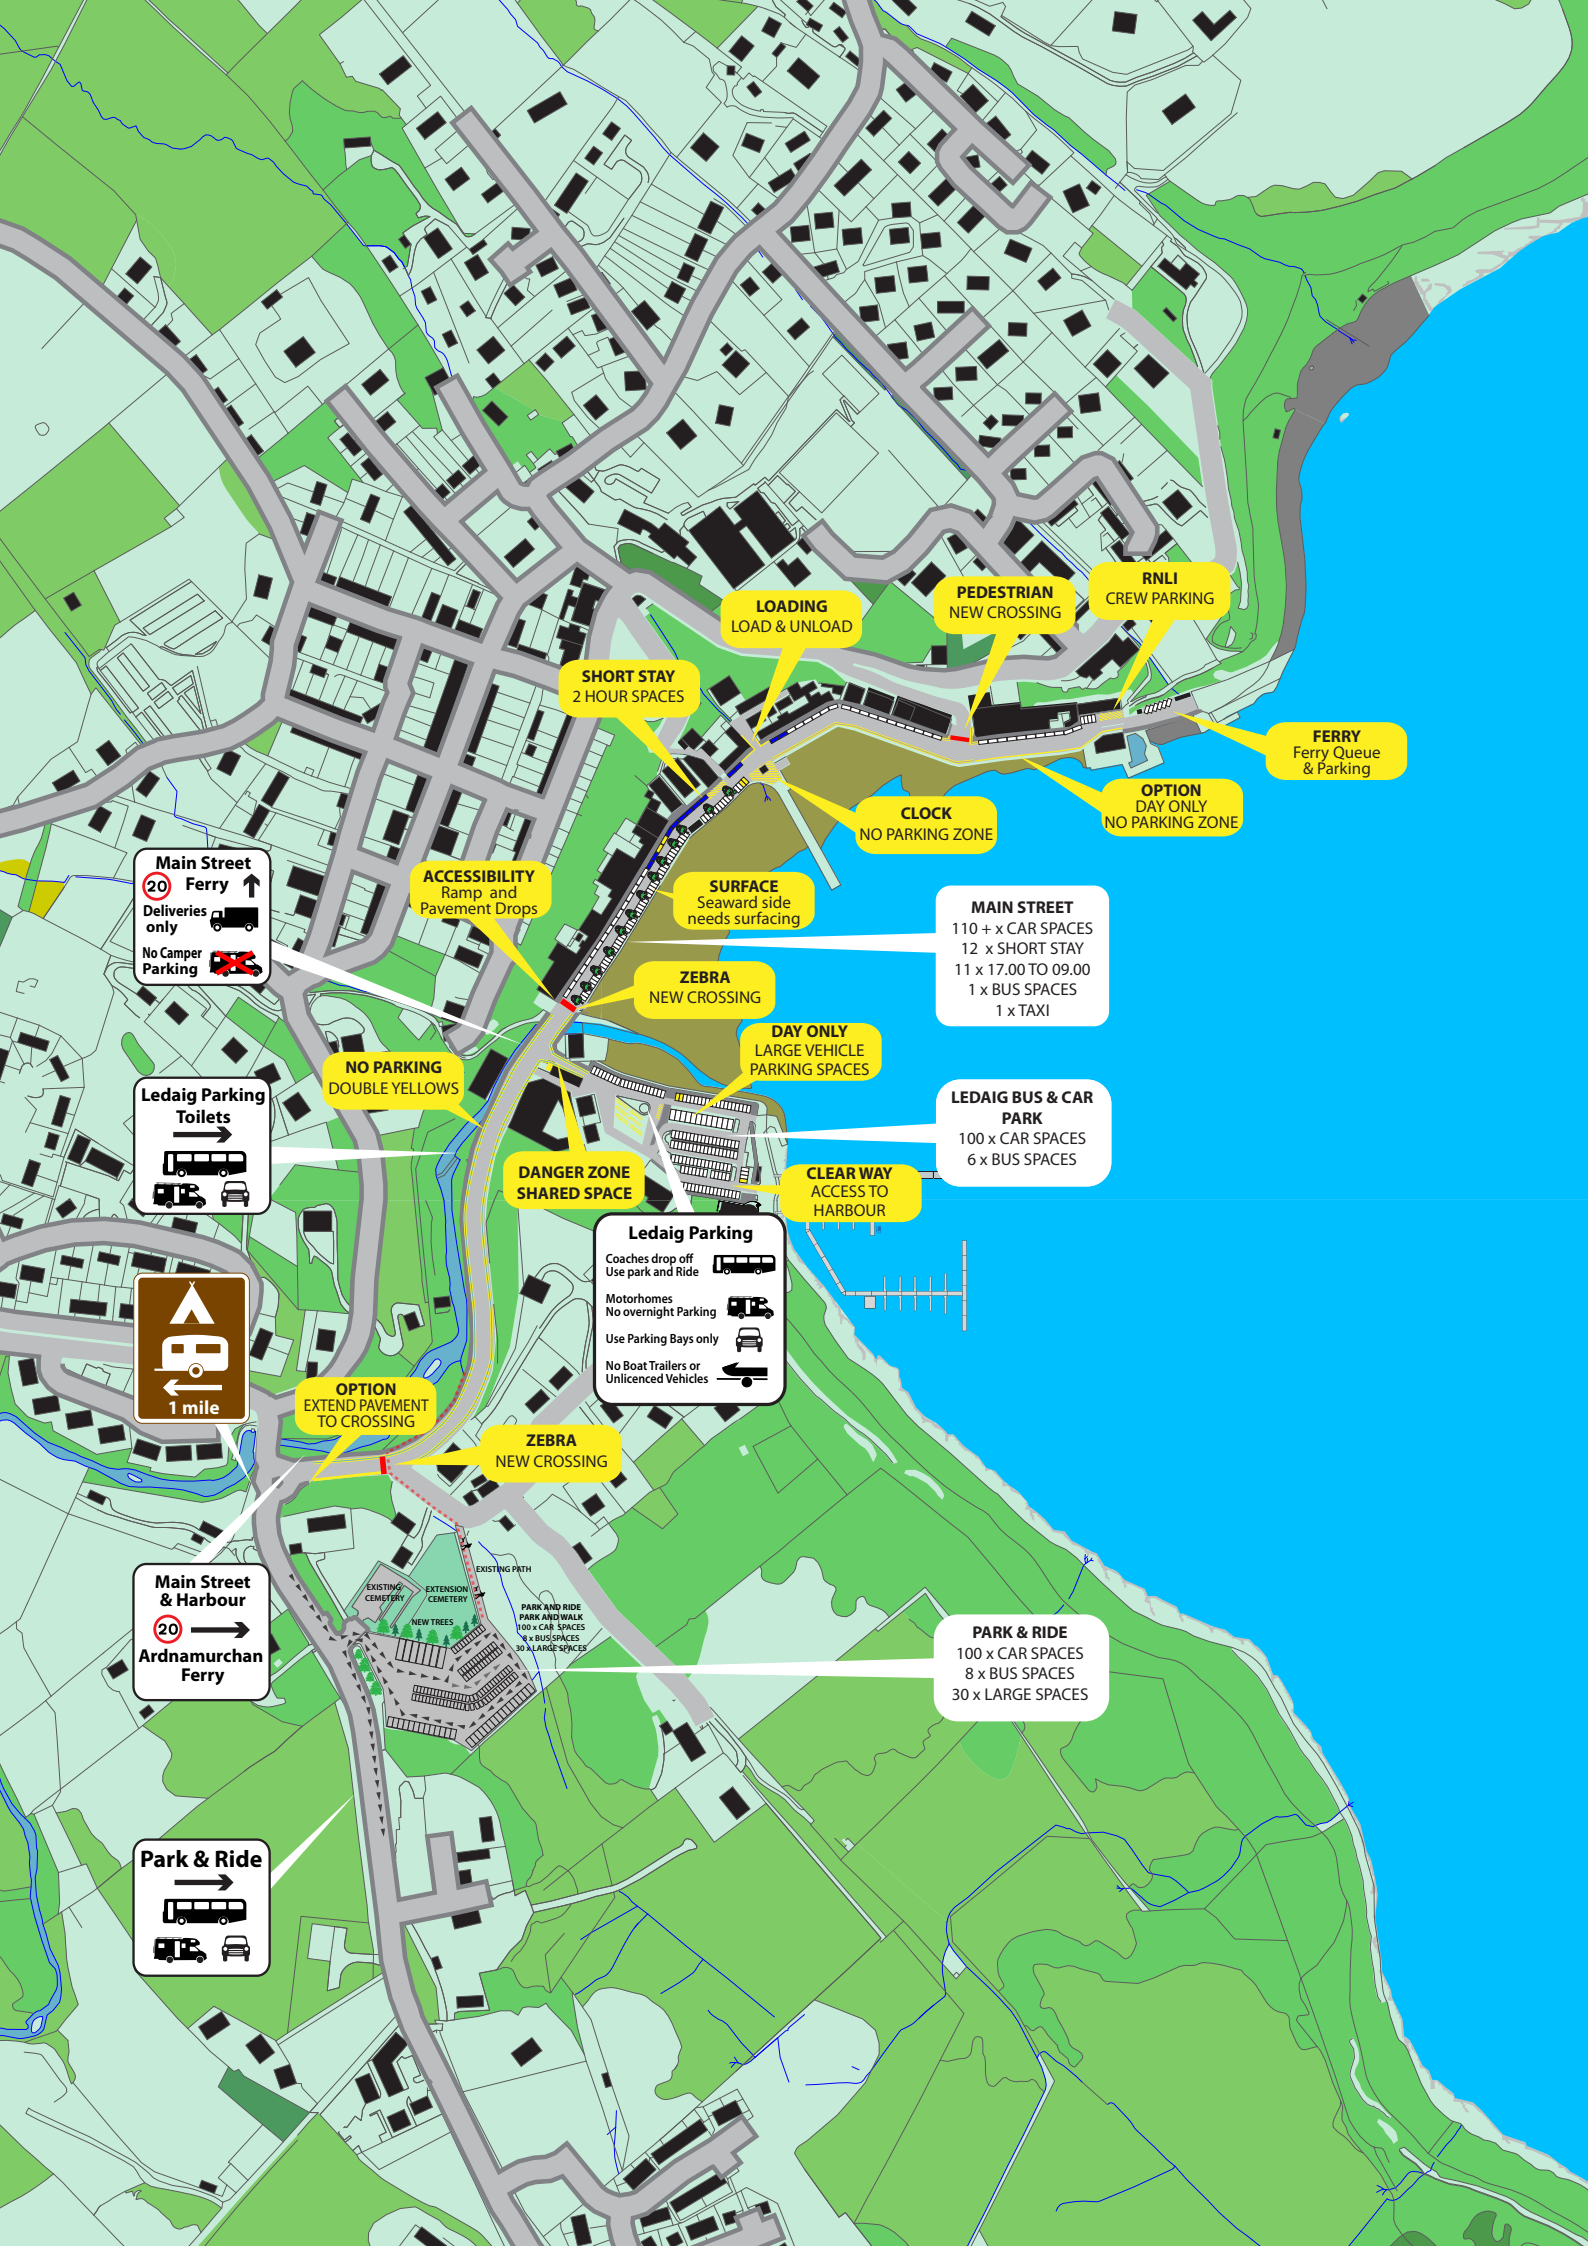 RNLI
CREW PARKING
PEDESTRIAN
NEW CROSSING
LOADING
LOAD & UNLOAD
SHORT STAY
2 HOUR SPACES
FERRY
Ferry Queue
& Parking
OPTION
DAY ONLY
NO PARKING ZONE
CLOCK
NO PARKING ZONE
Main Street
20 Ferry
Deliveries
only
No Camper
Parking
ACCESSIBILITY
Ramp and
Pavement Drops
SURFACE
Seaward side
needs surfacing
MAIN STREET
110 + x CAR SPACES
12 x SHORT STAY
11 x 17.00 TO 09.00
1 x BUS SPACES
1 x TAXI
ZEBRA
NEW CROSSING
DAY ONLY
LARGE VEHICLE
PARKING SPACES
NO PARKING
DOUBLE YELLOWS
Ledaig Parking
Toilets
LEDAIG BUS & CAR
PARK
100 x CAR SPACES
6 x BUS SPACES
DANGER ZONE
SHARED SPACE
CLEAR WAY
ACCESS TO
HARBOUR
Ledaig Parking
Coaches drop off
Use park and Ride
Motorhomes
No overnight Parking
Use Parking Bays only
No Boat Trailers or
Unlicenced Vehicles
1 mile
OPTION
EXTEND PAVEMENT
TO CROSSING
ZEBRA
NEW CROSSING
Main Street
& Harbour
20
Ardnamurchan
Ferry
EXISTING PATH
EXISTING
CEMETERY
EXTENSION
CEMETERY
NEW TREES
PARK AND RIDE
PARK AND WALK
100 x CAR SPACES
8 x BUS SPACES
30 x LARGE SPACES
PARK & RIDE
100 x CAR SPACES
8 x BUS SPACES
30 x LARGE SPACES
Park & Ride